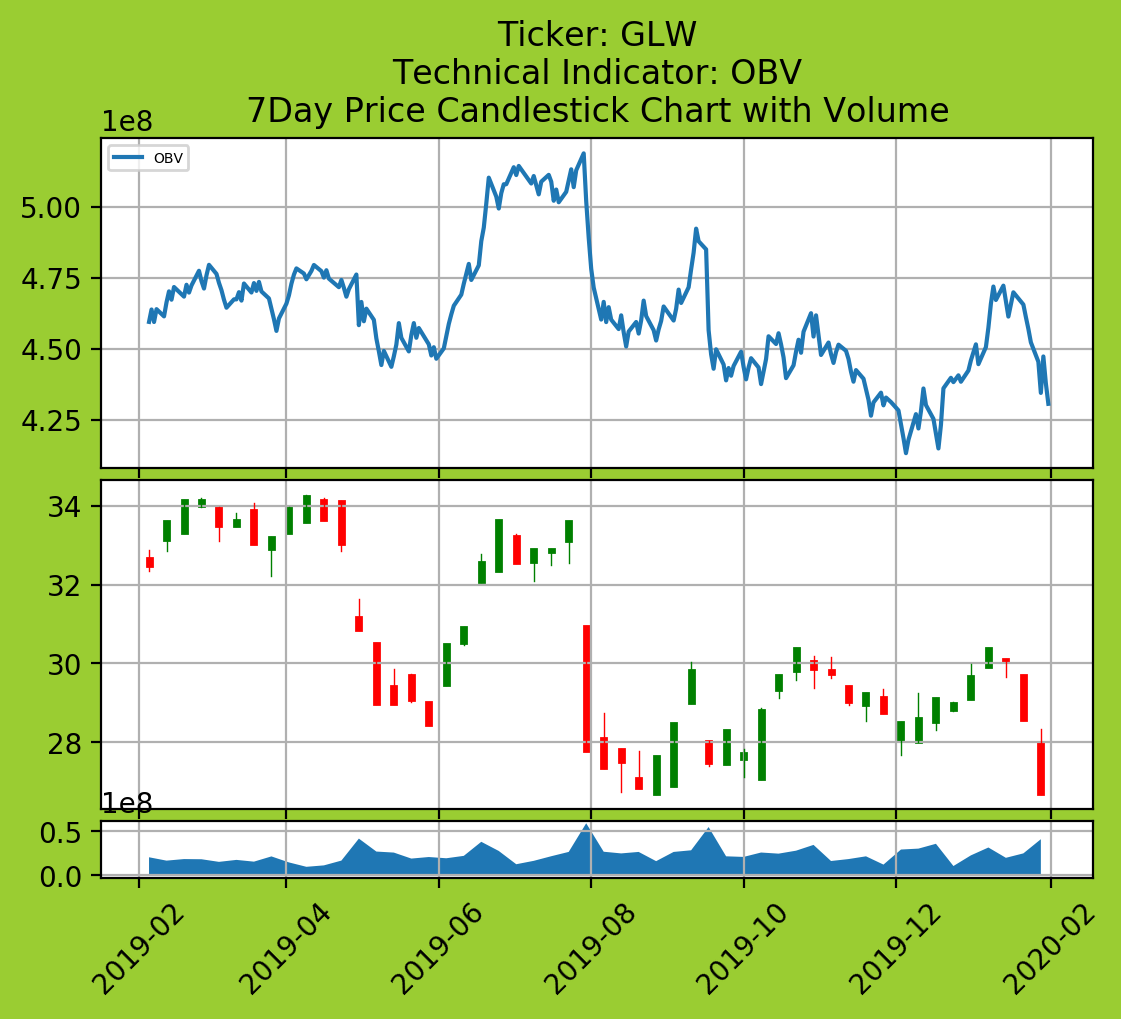 Ticker: GLW
Technical Indicator: OBV
7Day Price Candlestick Chart with Volume
1e8
OBV
5.00
4.75
4.50
4.25
34
32
30
28
1e8
0.5
0.0
2019-02
2019-04
2019-06
2019-08
2019-10
2019-12
2020-02